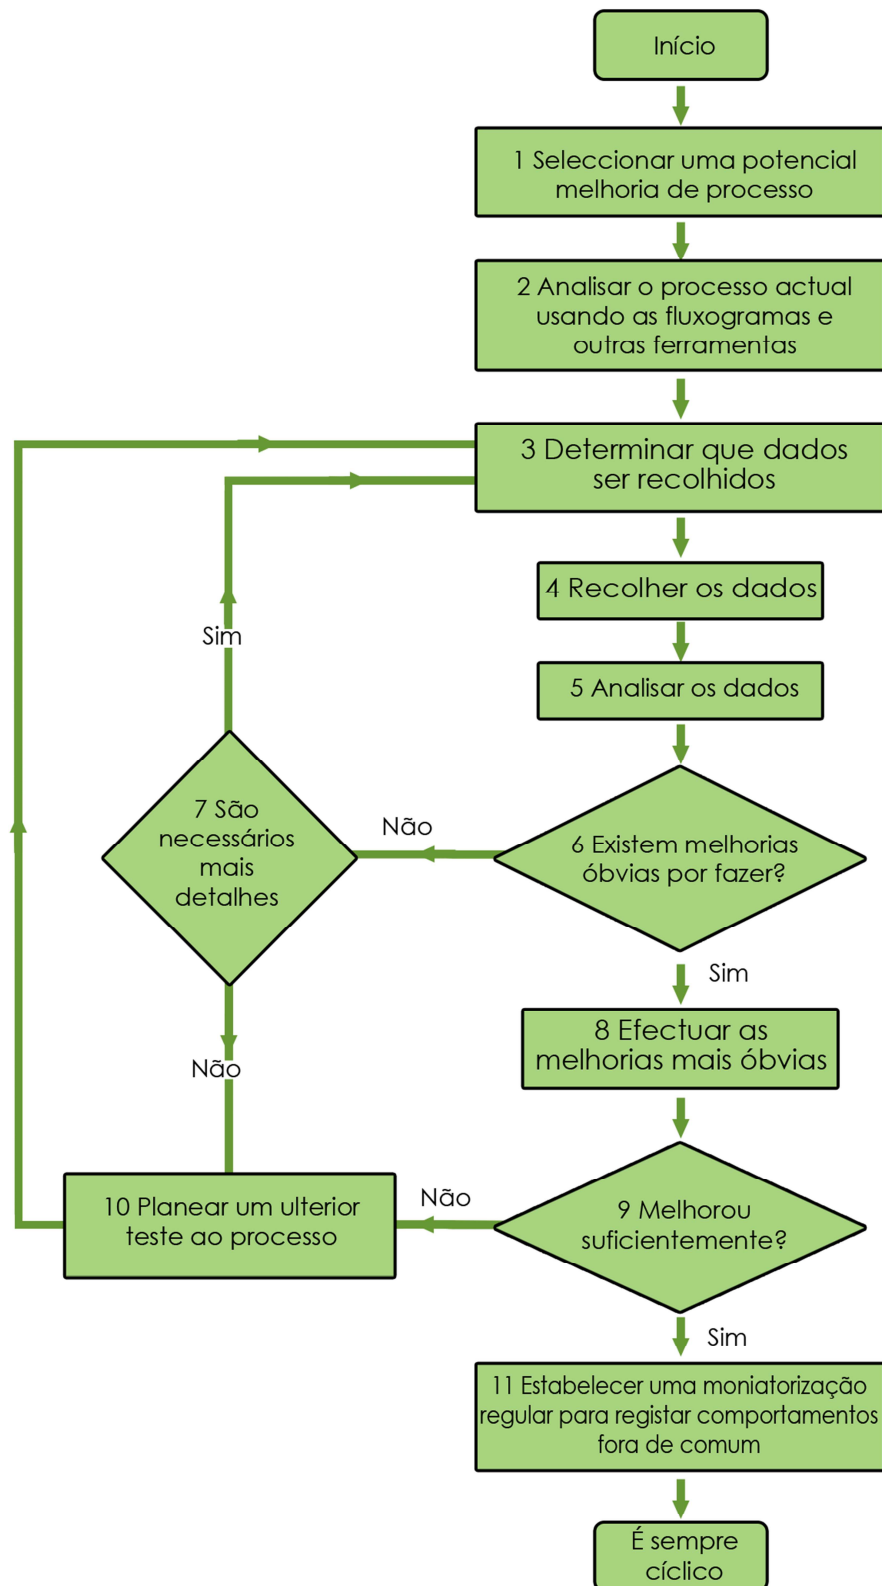 Início
1 Seleccionar uma potencial
melhoria de processo
2 Analisar o processo actual
usando as fluxogramas e
outras ferramentas
3 Determinar que dados
ser recolhidos
4 Recolher os dados
Sim
5 Analisar os dados
7 São
necessários
mais
detalhes
Não
6 Existem melhorias
óbvias por fazer?
Sim
8 Efectuar as
melhorias mais óbvias
Não
10 Planear um ulterior
teste ao processo
Não
9 Melhorou
suficientemente?
Sim
11 Estabelecer uma moniatorização
regular para registar comportamentos
fora de comum
É sempre
cíclico